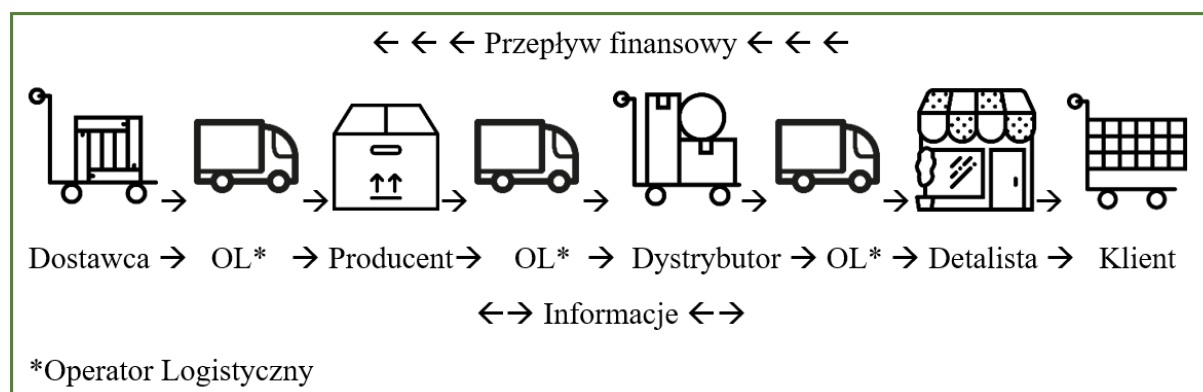 ← ← ← Przepływ finansowy ← ← ←
Dostawca → OL* → Producent → OL* → Dystrybutor → OL* → Detalista → Klient
←→ Informacje ←→
*Operator Logistyczny